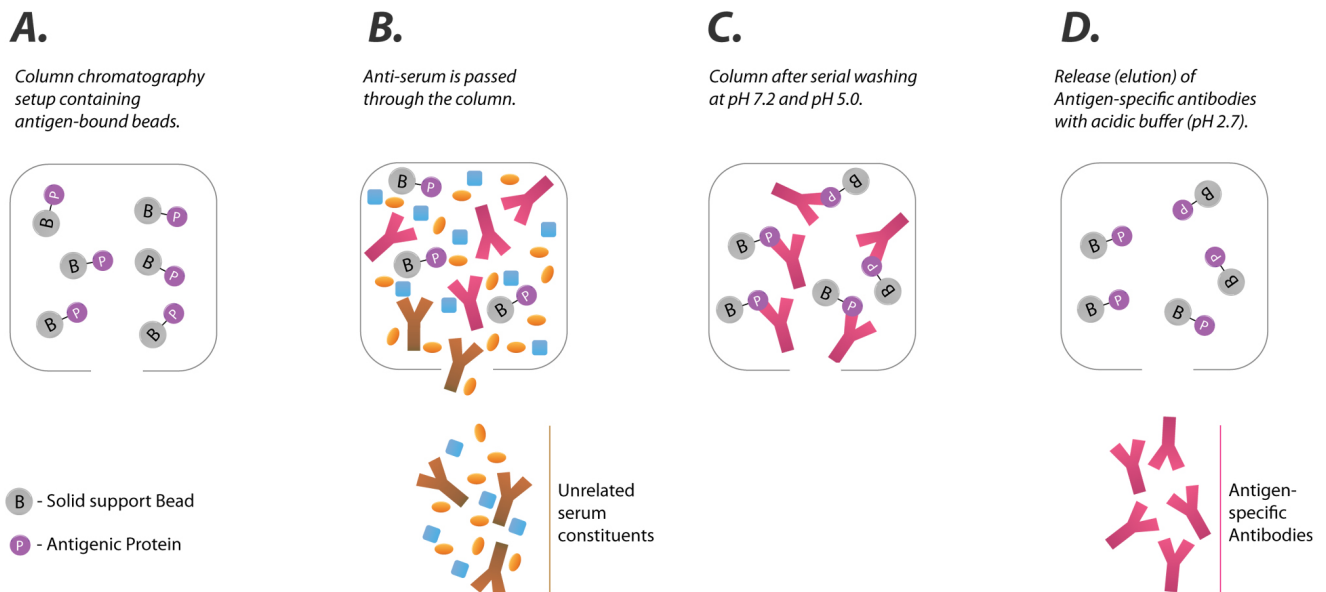 A.
Column chromatography
setup containing
antigen-bound beads.
B.
Anti-serum is passed
through the column.
C.
Column after serial washing
at pH 7.2 and pH 5.0.
D.
Release (elution) of
Antigen-specific antibodies
with acidic buffer (pH 2.7).
P
B
B
P
B
P
B
P
B
P
P
B
B
P
B
P
B
P
B
P
B
P
B
P
B
P
B
P
B
P
B
P
B
P
B
P
B
P
B - Solid support Bead
P - Antigenic Protein
Unrelated
serum
constituents
Antigen-
specific
Antibodies